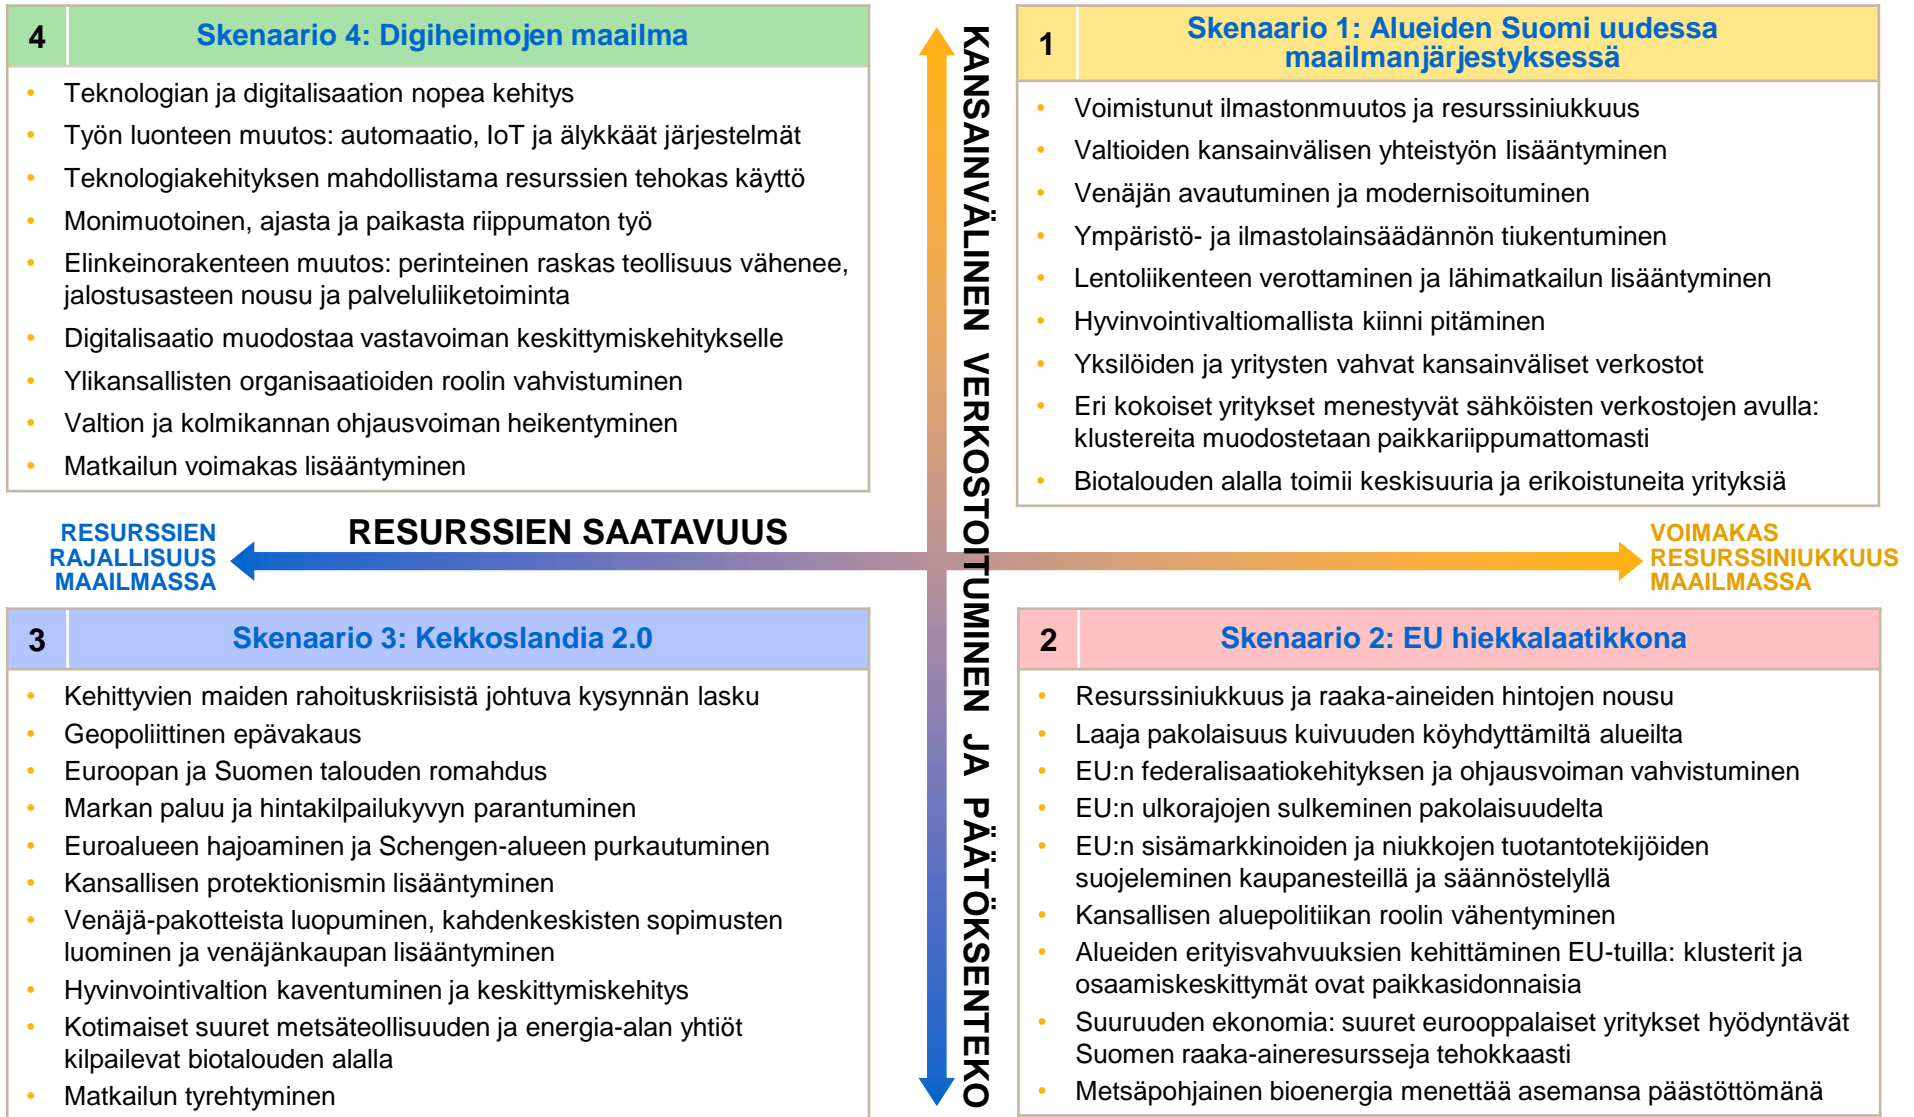 4
Skenaario 4: Digiheimojen maailma
• Teknologian ja digitalisaation nopea kehitys
• Työn luonteen muutos: automaatio, IoT ja älykkäät järjestelmät
• Teknologiakehityksen mahdollistama resurssien tehokas käyttö
• Monimuotoinen, ajasta ja paikasta riippumaton työ
• Elinkeinorakenteen muutos: perinteinen raskas teollisuus vähenee,
jalostusasteen nousu ja palveluliiketoiminta
• Digitalisaatio muodostaa vastavoiman keskittymiskehitykselle
• Ylikansallisten organisaatioiden roolin vahvistuminen
• Valtion ja kolmikannan ohjausvoiman heikentyminen
• Matkailun voimakas lisääntyminen
KANSAINVÄLINEN VERKOSTOITUMINEN JA PÄÄTÖKSENTEKO
1
Skenaario 1: Alueiden Suomi uudessa
maailmanjärjestyksessä
• Voimistunut ilmastonmuutos ja resurssiniukkuus
• Valtioiden kansainvälisen yhteistyön lisääntyminen
• Venäjän avautuminen ja modernisoituminen
• Ympäristö- ja ilmastolainsäädännön tiukentuminen
• Lentoliikenteen verottaminen ja lähimatkailun lisääntyminen
• Hyvinvointivaltiomallista kiinni pitäminen
• Yksilöiden ja yritysten vahvat kansainväliset verkostot
• Eri kokoiset yritykset menestyvät sähköisten verkostojen avulla:
klustereita muodostetaan paikkariippumattomasti
• Biotalouden alalla toimii keskisuuria ja erikoistuneita yrityksiä
RESURSSIEN
RAJALLISUUS
MAAILMASSA
RESURSSIEN SAATAVUUS
VOIMAKAS
RESURSSINIUKKUUS
MAAILMASSA
3
Skenaario 3: Kekkoslandia 2.0
• Kehittyvien maiden rahoituskriisistä johtuva kysynnän lasku
• Geopoliittinen epävakaus
• Euroopan ja Suomen talouden romahdus
• Markan paluu ja hintakilpailukyvyn parantuminen
• Euroalueen hajoaminen ja Schengen-alueen purkautuminen
• Kansallisen protektionismin lisääntyminen
• Venäjä-pakotteista luopuminen, kahdenkeskisten sopimusten
luominen ja venäjänkaupan lisääntyminen
• Hyvinvointivaltion kaventuminen ja keskittymiskehitys
• Kotimaiset suuret metsäteollisuuden ja energia-alan yhtiöt
kilpailevat biotalouden alalla
• Matkailun tyrehtyminen
2
Skenaario 2: EU hiekkalaatikkona
• Resurssiniukkuus ja raaka-aineiden hintojen nousu
• Laaja pakolaisuus kuivuuden köyhdyttämiltä alueilta
• EU:n federalisaatiokehityksen ja ohjausvoiman vahvistuminen
• EU:n ulkorajojen sulkeminen pakolaisuudelta
• EU:n sisämarkkinoiden ja niukkojen tuotantotekijöiden
suojeleminen kaupanesteillä ja säännöstelyllä
• Kansallisen aluepolitiikan roolin vähentyminen
• Alueiden erityisvahvuuksien kehittäminen EU-tuilla: klusterit ja
osaamiskeskittymät ovat paikkasidonnaisia
• Suuruuden ekonomia: suuret eurooppalaiset yritykset hyödyntävät
Suomen raaka-aineresursseja tehokkaasti
• Metsäpohjainen bioenergia menettää asemansa päästöttömänä